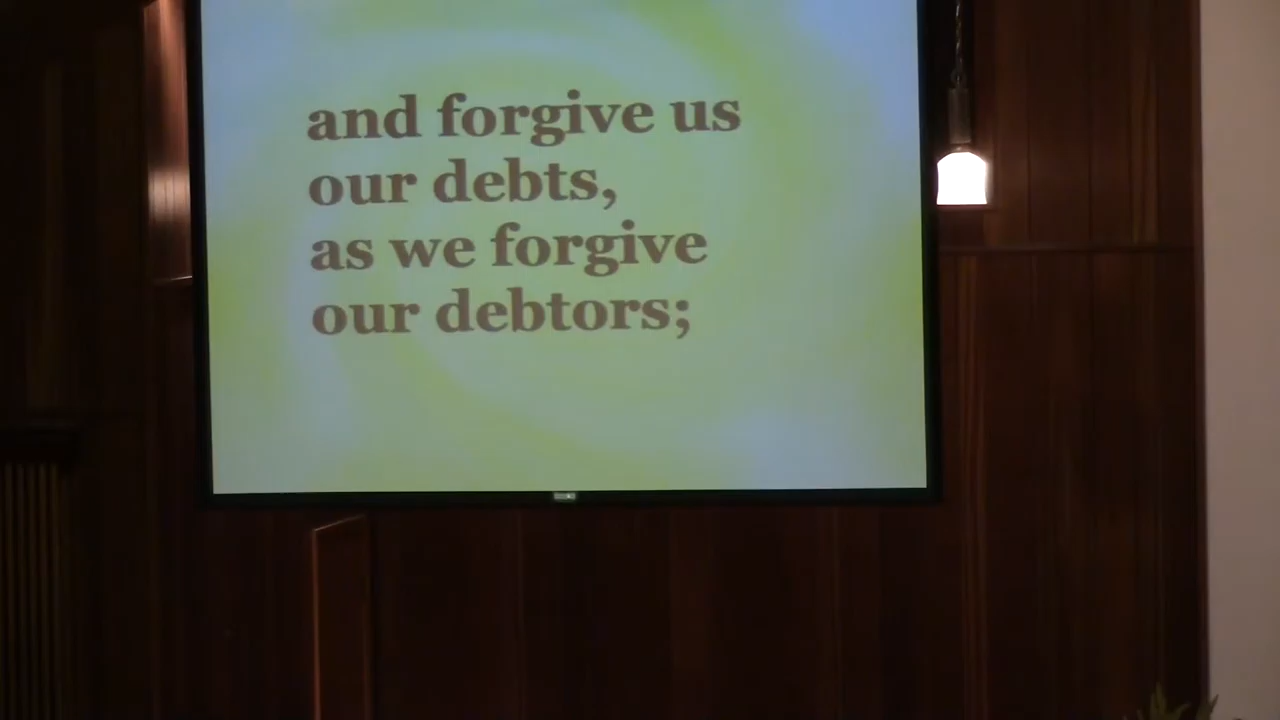 and forgive us
our debts,
as we forgive
our debtors;